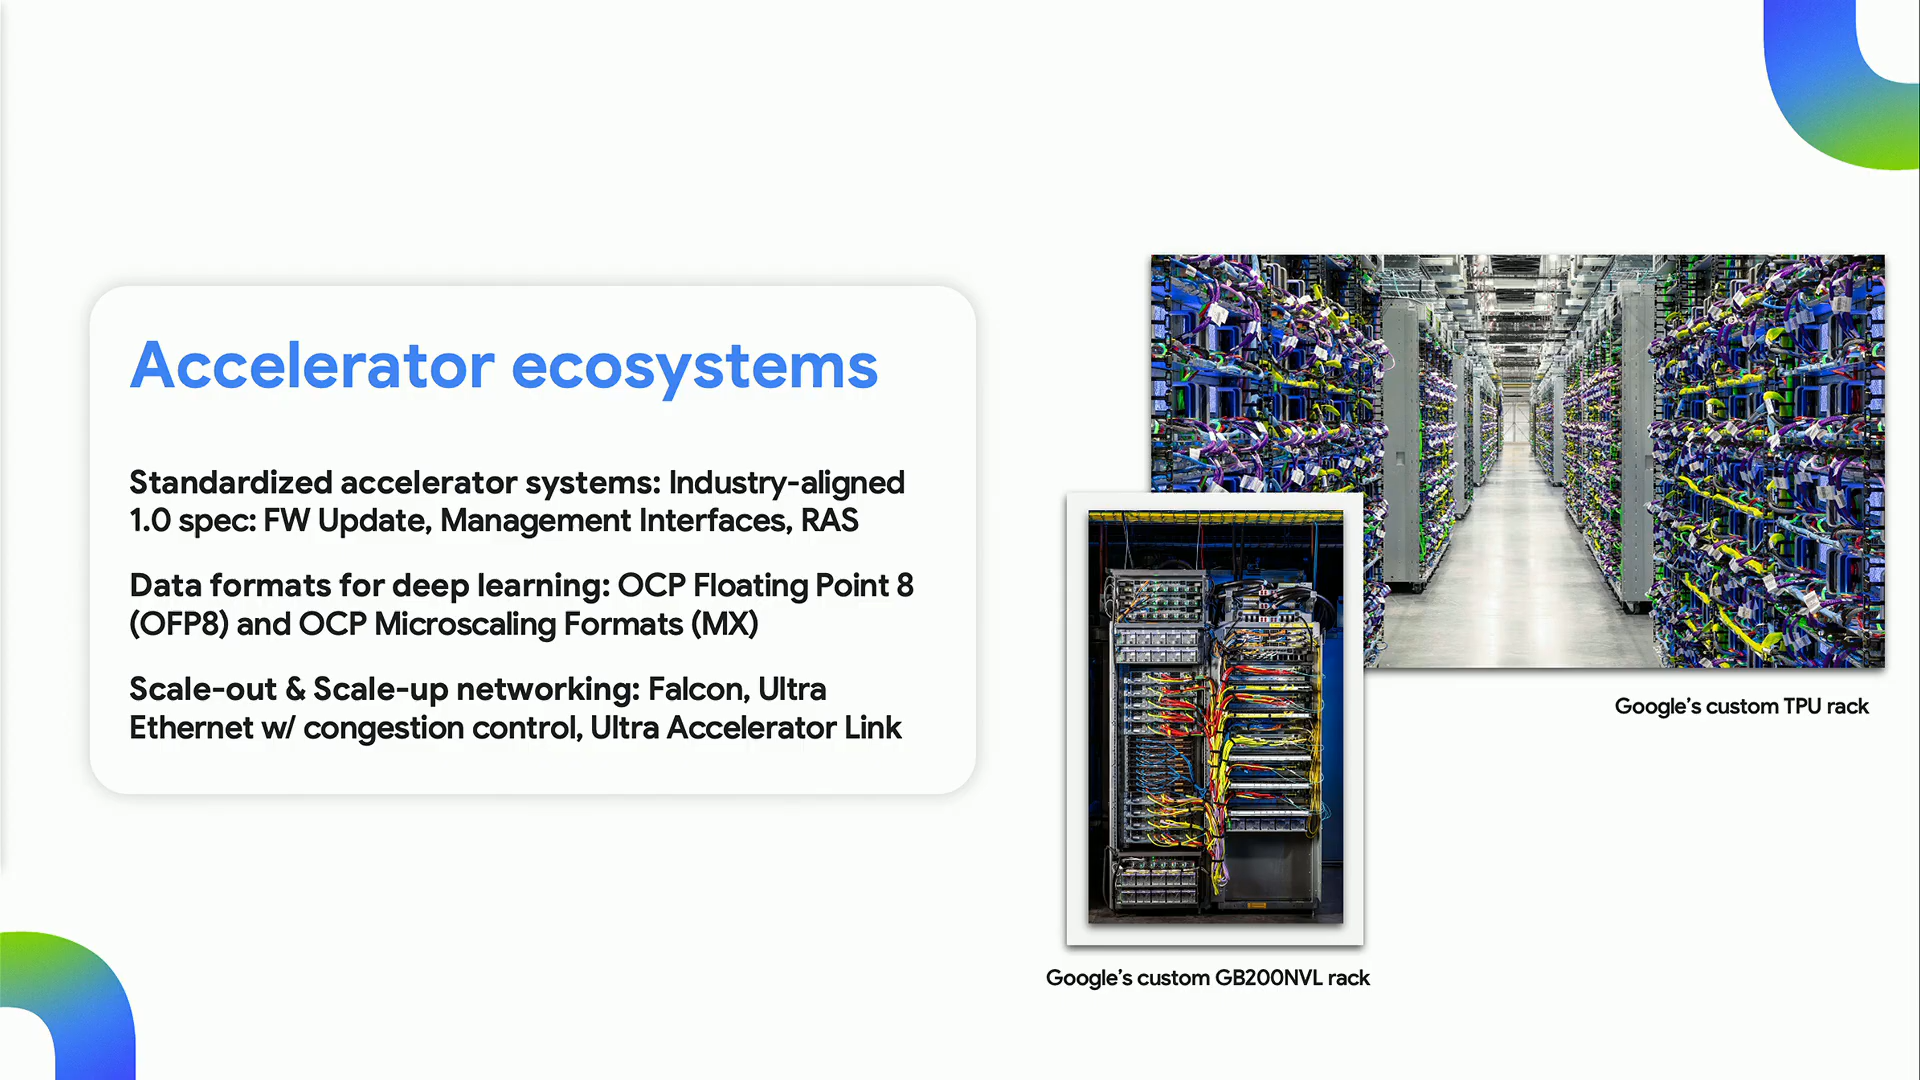 Accelerator ecosystems
Standardized accelerator systems: Industry-aligned
1.0 spec: FW Update, Management Interfaces, RAS
Data formats for deep learning: OCP Floating Point 8
(OFP8) and OCP Microscaling Formats (MX)
Scale-out & Scale-up networking: Falcon, Ultra
Ethernet w/ congestion control, Ultra Accelerator Link
Google’s custom TPU rack
Google’s custom GB200NVL rack